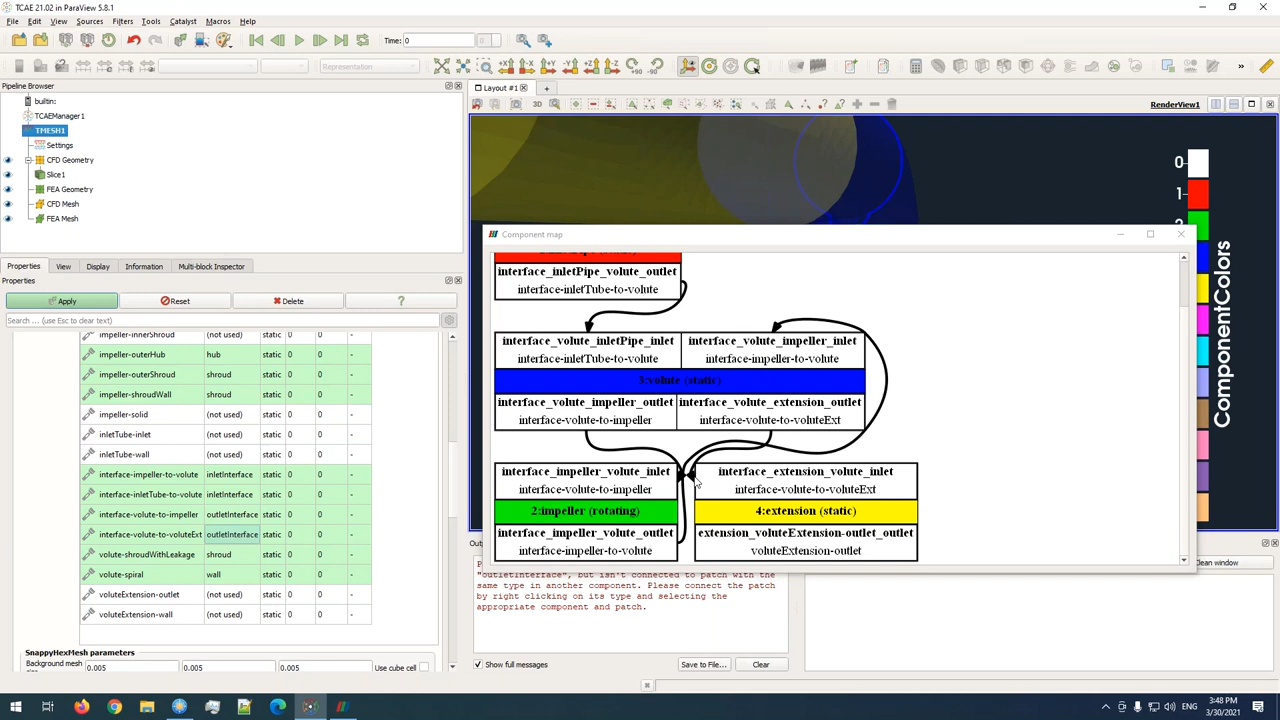 TCAE 21.02 in ParaView 5.8.1
File Edit View Sources Filters Tools Catalyst Macros Help
Time: 0
Representation
Pipeline Browser
builtin:
TCAEManager1
TMESH1
Settings
CFD Geometry
Slice1
FEA Geometry
CFD Mesh
FEA Mesh
Properties View Display Information Multi-block Inspector
Properties
Apply Reset Delete ?
Search ... (use Esc to clear text)
impeller-innerShroud (not used) static 0 0 -
impeller-outerHub hub static 0 0 -
impeller-outerShroud shroud static 0 0 -
impeller-shroudWall shroud static 0 0 -
impeller-solid (not used) static 0 0 -
inletTube-inlet (not used) static 0 0 -
inletTube-wall (not used) static 0 0 -
interface-impeller-to-volute inletInterface static 0 0 -
interface-inletTube-to-volute inletInterface static 0 0 -
interface-volute-to-impeller outletInterface static 0 0 -
interface-volute-to-voluteExt outletInterface static 0 0 -
volute-shroudWithLeakage shroud static 0 0 -
volute-spiral wall static 0 0 -
voluteExtension-outlet (not used) static 0 0 -
voluteExtension-wall (not used) static 0 0 -
SnappyHexMesh parameters
Background mesh 0.005 0.005 0.005 Use cube cell
Layout #1
3D
RenderView1
0
1
ComponentColors
Component map
interface_inletPipe_volute_outlet
interface-inletTube-to-volute
interface_volute_inletPipe_inlet interface_volute_impeller_inlet
interface-inletTube-to-volute interface-impeller-to-volute
3:volute (static)
interface_volute_impeller_outlet interface_volute_extension_outlet
interface-volute-to-impeller interface-volute-to-voluteExt
interface_impeller_volute_inlet interface_extension_volute_inlet
interface-volute-to-impeller interface-volute-to-voluteExt
2:impeller (rotating) 4:extension (static)
interface_impeller_volute_outlet extension_voluteExtension-outlet_outlet
interface-impeller-to-volute voluteExtension-outlet
"outletInterface", but isn't connected to patch with the
same type in another component. Please connect the patch
by right clicking on its type and selecting the
appropriate component and patch.
Show full messages Save to File... Clear
Clean window
3:48 PM
3/30/2021